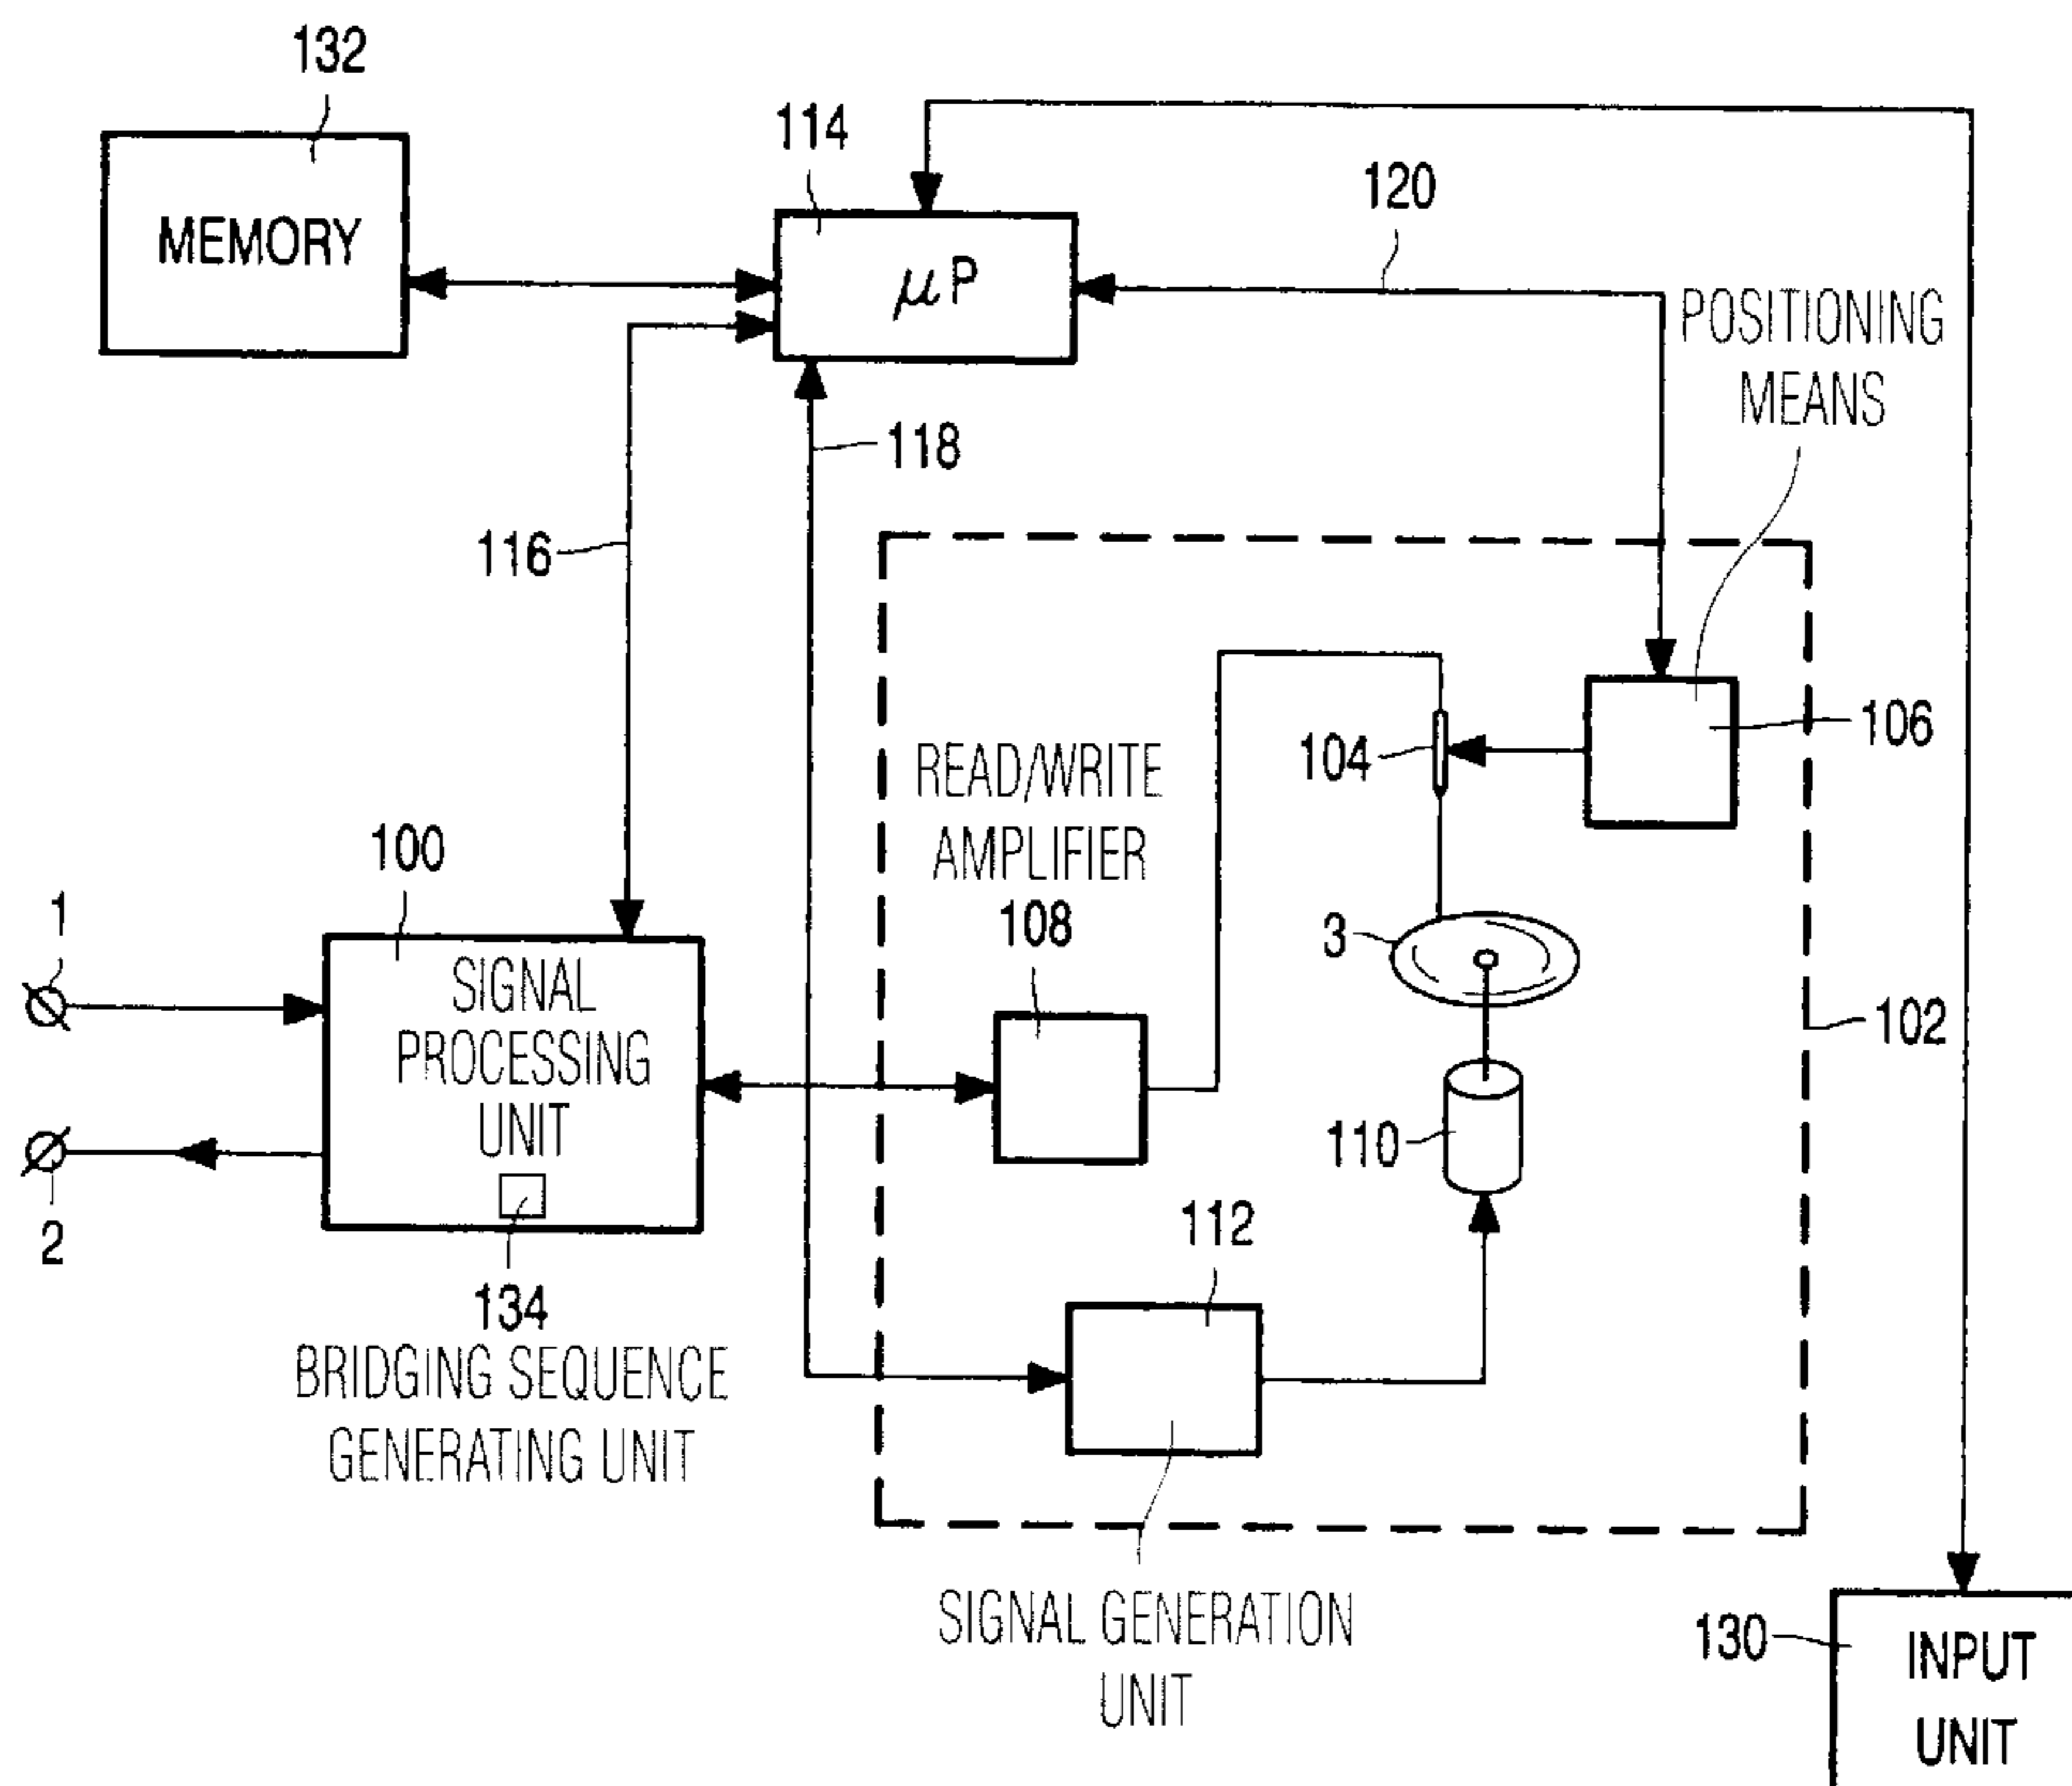 132
MEMORY
114
μP
120
POSITIONING
MEANS
118
116
106
104
READ/WRITE
AMPLIFIER
108
100
1
SIGNAL
PROCESSING
UNIT
3
102
2
110
134
112
BRIDGING SEQUENCE
GENERATING UNIT
SIGNAL GENERATION
UNIT
130
INPUT
UNIT